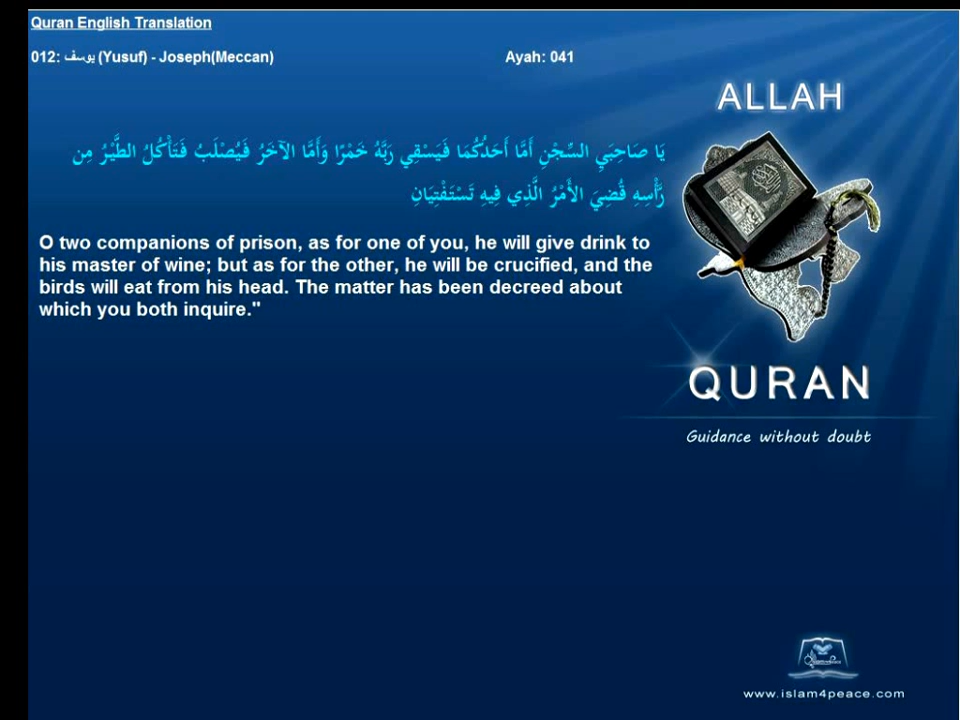 Quran English Translation
012: يوسف (Yusuf) - Joseph(Meccan) Ayah: 041
ALLAH
يَا صَاحِبَيِ السِّجْنِ أَمَّا أَحَدُكُمَا فَيَسْقِي رَبَّهُ خَمْرًا وَأَمَّا الآخَرُ فَيُصْلَبُ فَتَأْكُلُ الطَّيْرُ مِن
رَّأْسِهِ قُضِيَ الأَمْرُ الَّذِي فِيهِ تَسْتَفْتِيَانِ
O two companions of prison, as for one of you, he will give drink to
his master of wine; but as for the other, he will be crucified, and the
birds will eat from his head. The matter has been decreed about
which you both inquire."
QURAN
Guidance without doubt
www.islam4peace.com